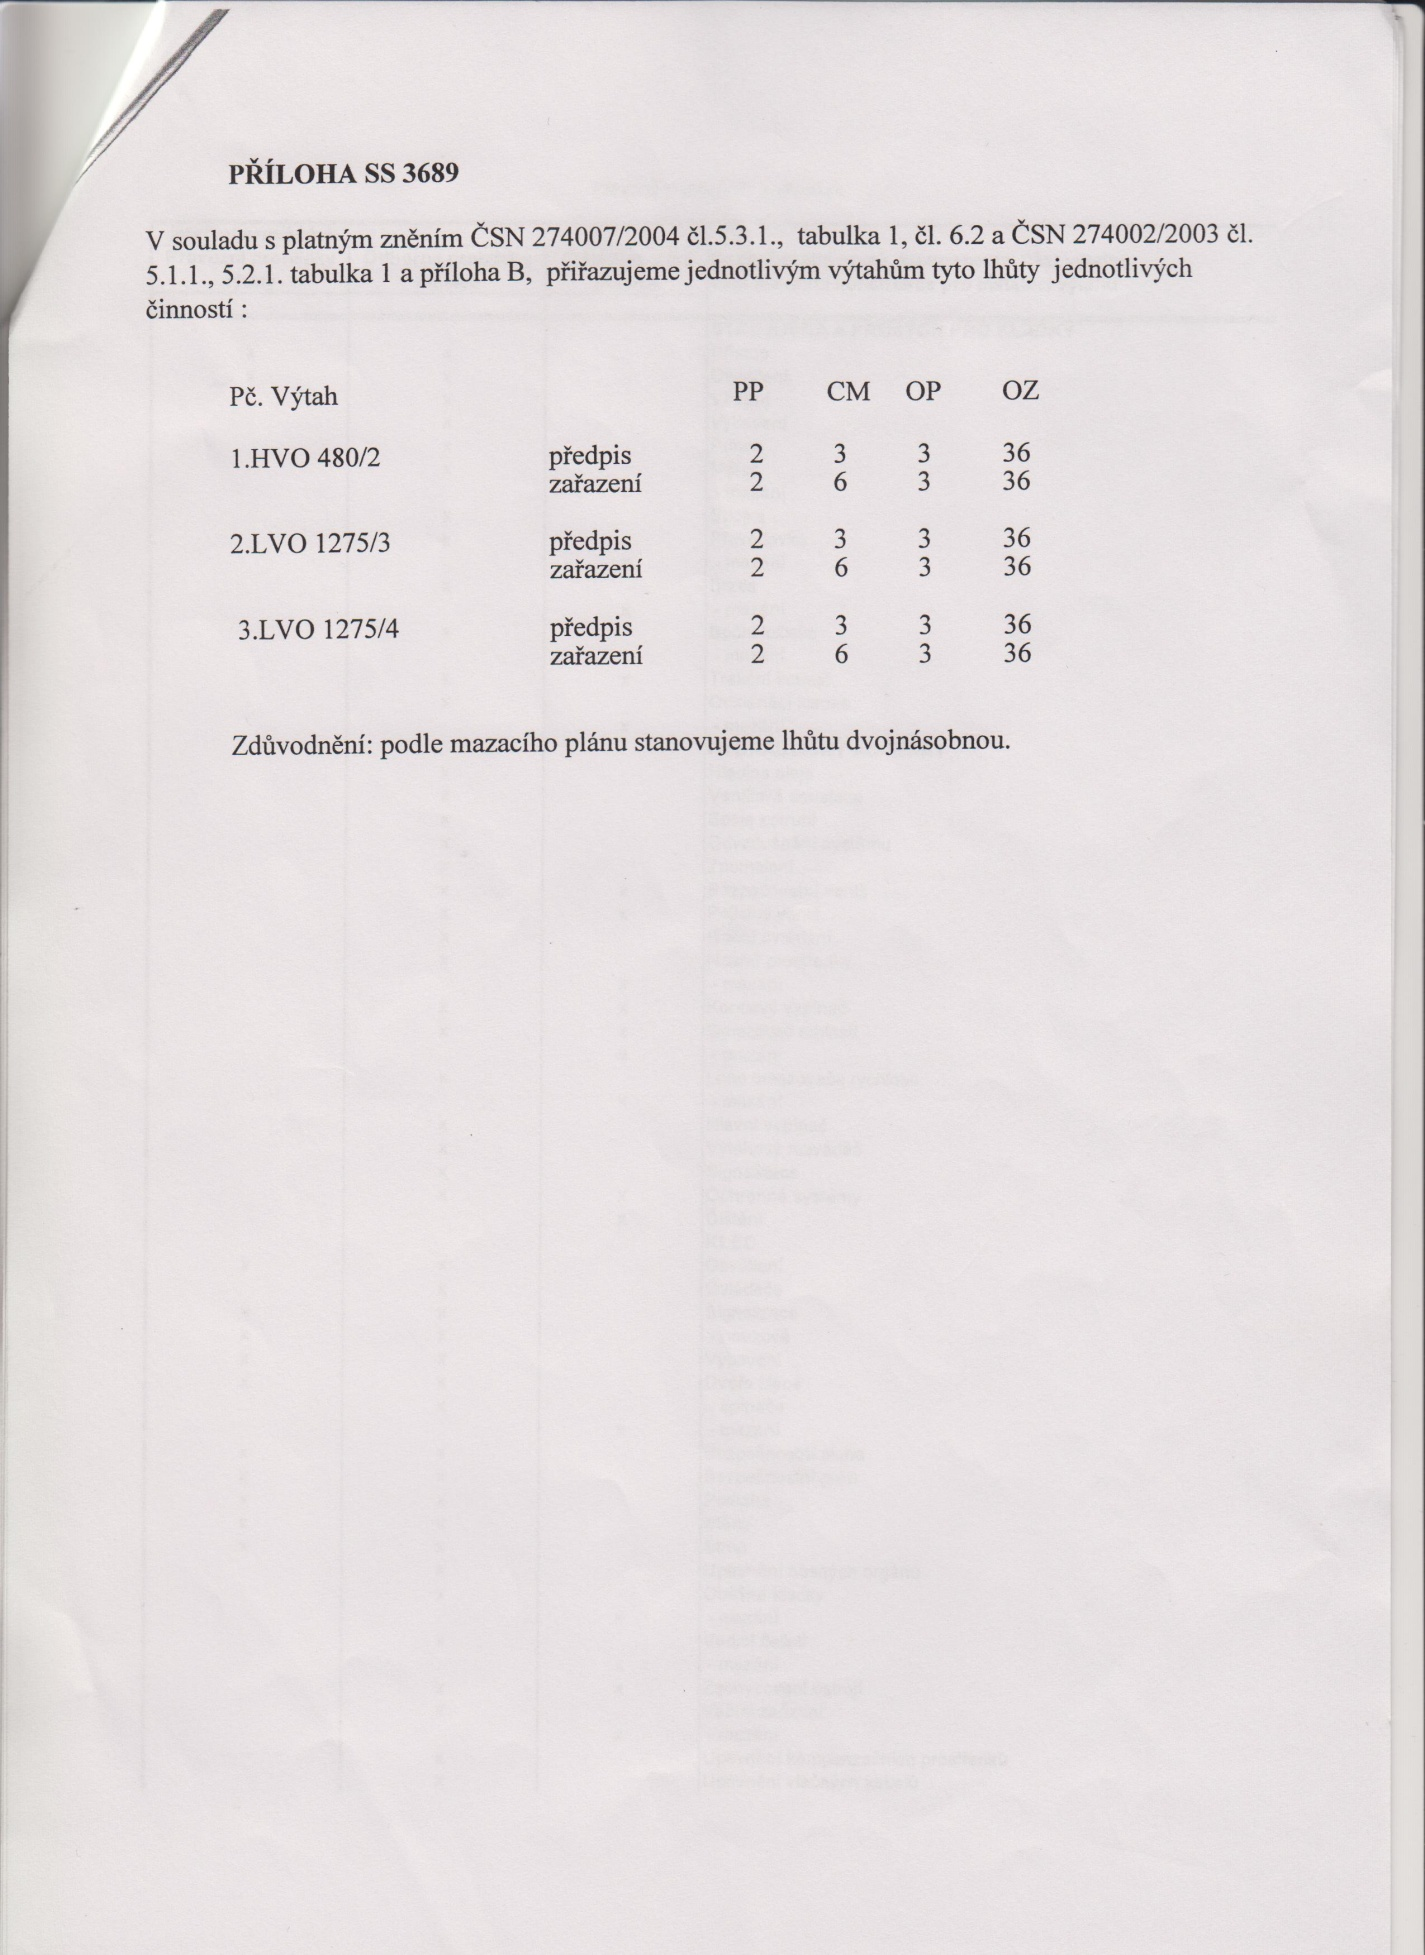 PŘÍLOHA SS 3689
V souladu s platným zněním ČSN 274007/2004 čl.5.3.1., tabulka 1, čl. 6.2 a ČSN 274002/2003 čl.
5.1.1., 5.2.1. tabulka 1 a příloha B, přiřazujeme jednotlivým výtahům tyto lhůty jednotlivých
činností :
Pč. Výtah PP CM OP OZ
1.HVO 480/2 předpis 2 3 3 36
zařazení 2 6 3 36
2.LVO 1275/3 předpis 2 3 3 36
zařazení 2 6 3 36
3.LVO 1275/4 předpis 2 3 3 36
zařazení 2 6 3 36
Zdůvodnění: podle mazacího plánu stanovujeme lhůtu dvojnásobnou.